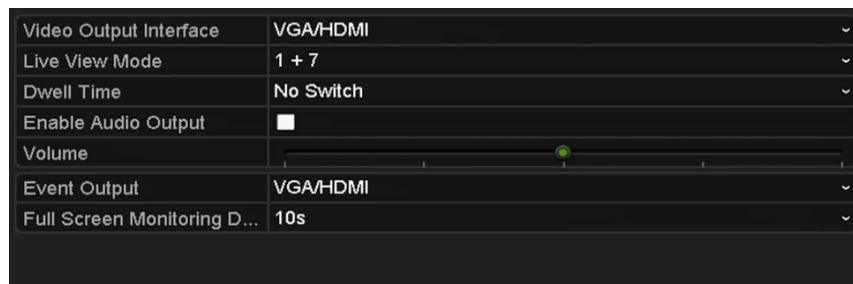 Video Output Interface VGA/HDMI
Live View Mode 1 + 7
Dwell Time No Switch
Enable Audio Output
Volume
Event Output VGA/HDMI
Full Screen Monitoring D... 10s